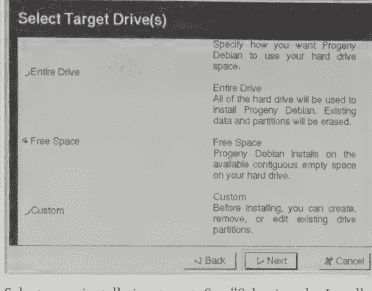 Select Target Drive(s)
Specify how you want Progeny
Debian to use your hard drive
space.
Entire Drive
Entire Drive
All of the hard drive will be used to
install Progeny Debian. Existing
data and partitions will be erased.
Free Space
Free Space
Progeny Debian installs on the
available contiguous empty space
on your hard drive.
Custom
Custom
Before installing, you can create,
remove, or edit existing drive
partitions.
Back Next Cancel